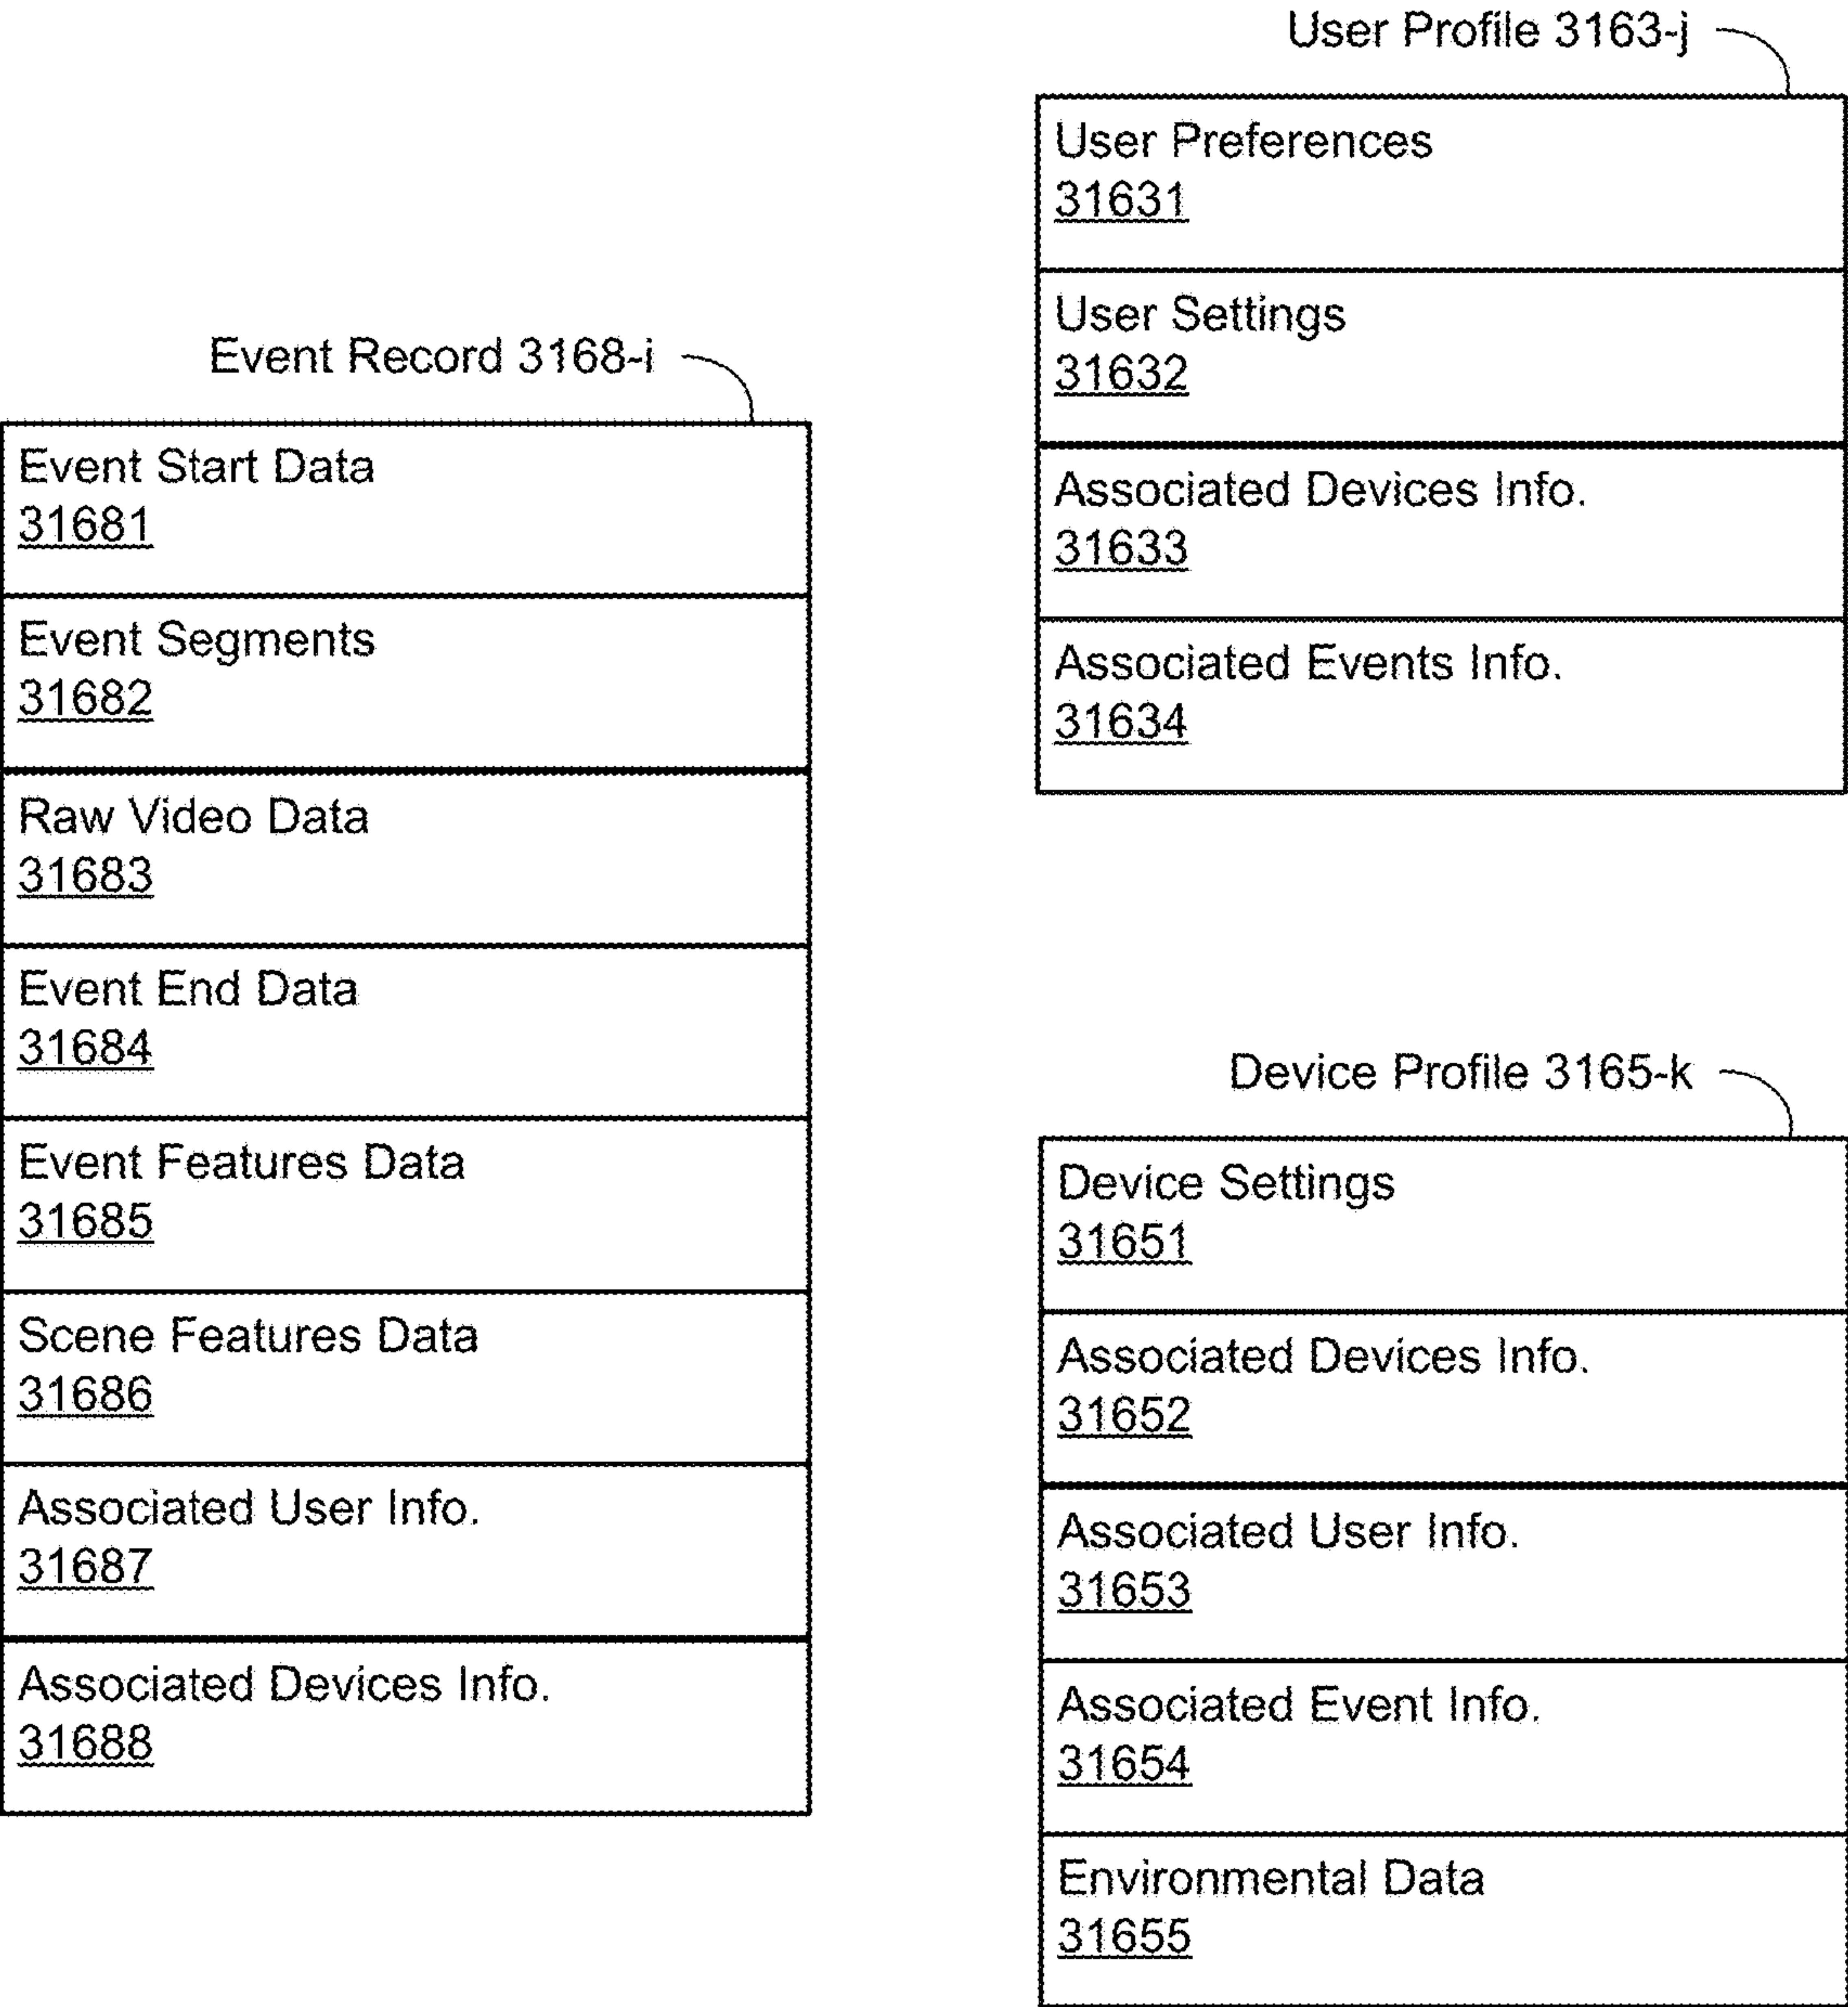 Event Record 3168-i
Event Start Data
31681
Event Segments
31682
Raw Video Data
31683
Event End Data
31684
Event Features Data
31685
Scene Features Data
31686
Associated User Info.
31687
Associated Devices Info.
31688
User Profile 3163-j
User Preferences
31631
User Settings
31632
Associated Devices Info.
31633
Associated Events Info.
31634
Device Profile 3165-k
Device Settings
31651
Associated Devices Info.
31652
Associated User Info.
31653
Associated Event Info.
31654
Environmental Data
31655